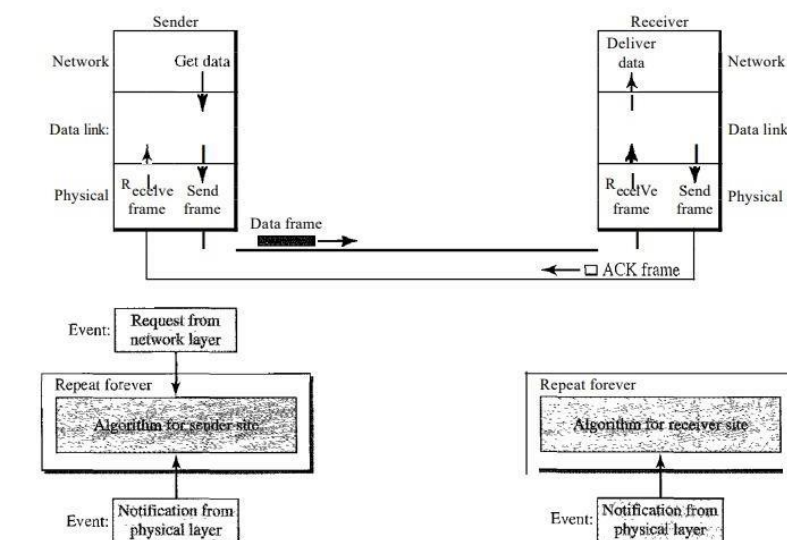 Sender
Receiver
Network
Get data
Deliver
data
Network
Data link:
Data link
Physical
Receive
frame
Send
frame
ReceIVe
frame
Send
frame
Physical
Data frame
ACK frame
Event:
Request from
network layer
Repeat forever
Algorithm for sender site
Repeat forever
Algorithm for receiver site
Event:
Notification from
physical layer
Event:
Notification from
physical layer